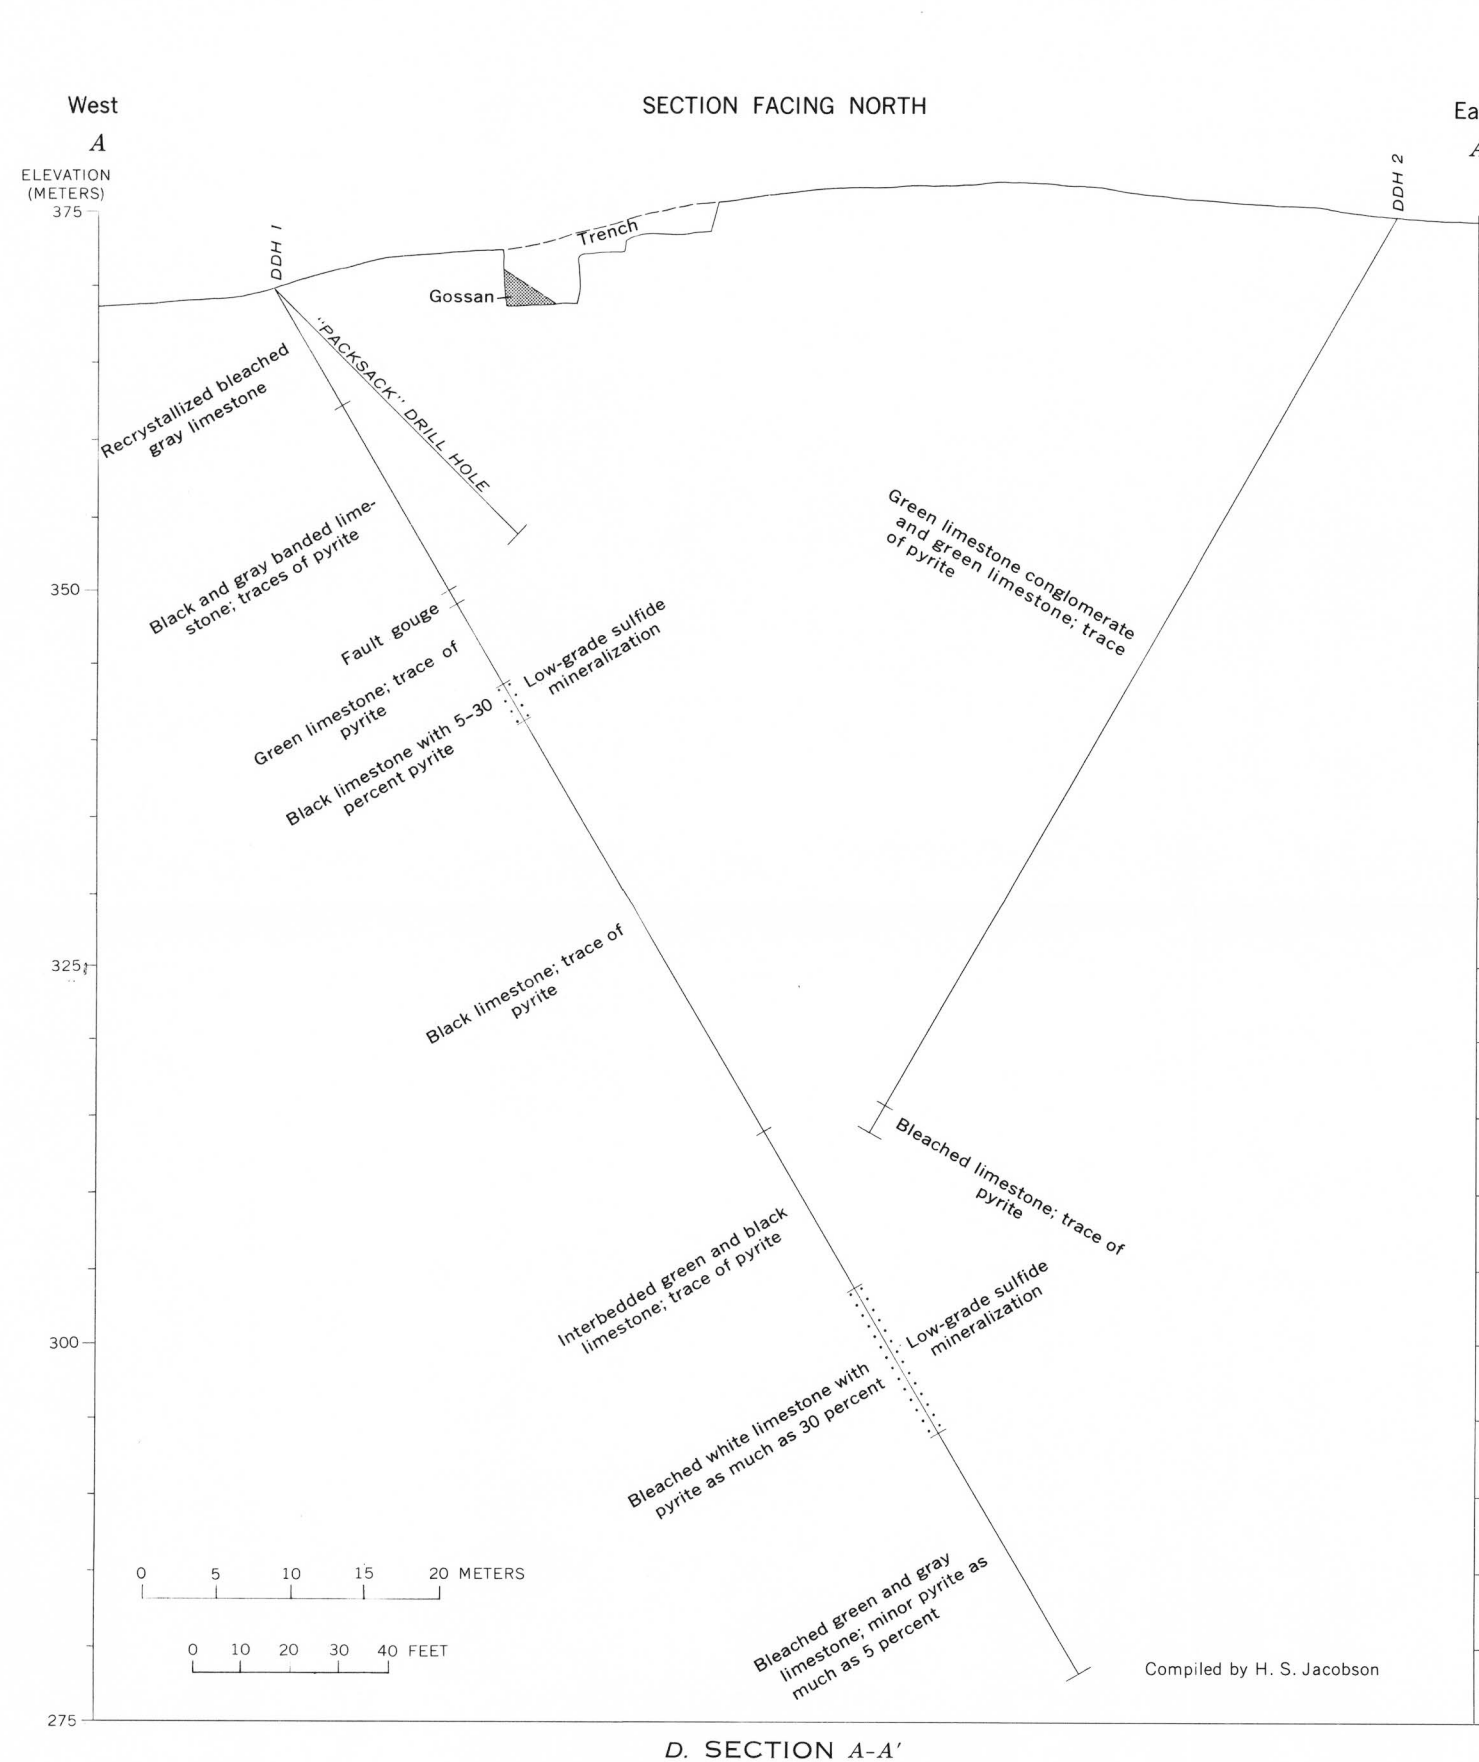 West
SECTION FACING NORTH
Ea
A
A
ELEVATION
(METERS)
375
DDH 1
DDH 2
Trench
Gossan
"PACKSACK" DRILL HOLE
Recrystallized bleached
gray limestone
Black and gray banded lime-
stone; traces of pyrite
Green limestone conglomerate
and green limestone; trace
of pyrite
350
Fault gouge
Low-grade sulfide
mineralization
Green limestone; trace of
pyrite
Black limestone with 5–30
percent pyrite
325
Black limestone; trace of
pyrite
Bleached limestone; trace of
pyrite
Interbedded green and black
limestone; trace of pyrite
Low-grade sulfide
mineralization
300
Bleached white limestone with
pyrite as much as 30 percent
Bleached green and gray
limestone; minor pyrite as
much as 5 percent
0 5 10 15 20 METERS
0 10 20 30 40 FEET
Compiled by H. S. Jacobson
275
D. SECTION A-A'